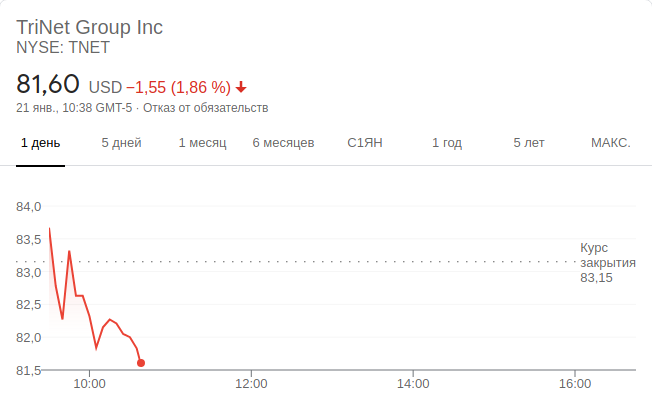 TriNet Group Inc
NYSE: TNET
81,60 USD −1,55 (1,86 %)
21 янв., 10:38 GMT-5 · Отказ от обязательств
1 день 5 дней 1 месяц 6 месяцев С1ЯН 1 год 5 лет МАКС.
84,0
83,5
Курс
закрытия
83,15
83,0
82,5
82,0
81,5
10:00 12:00 14:00 16:00